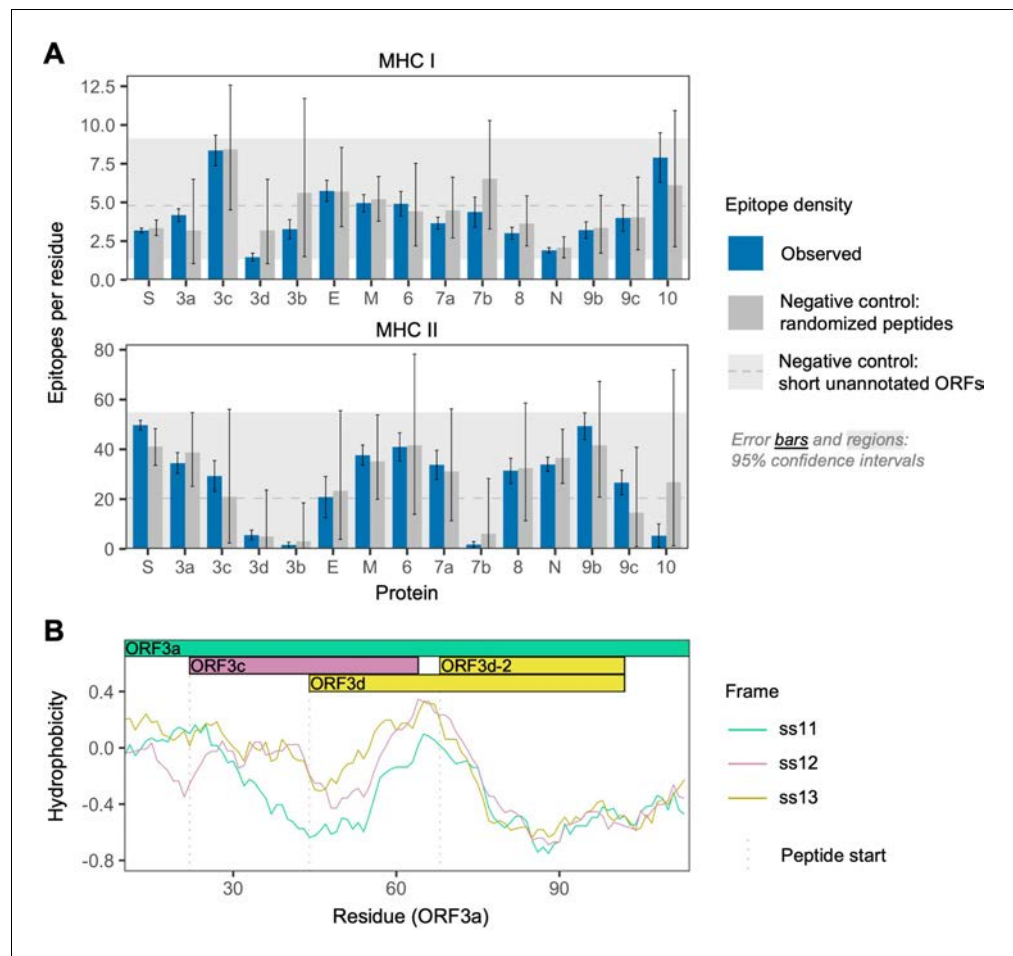 A
MHC I
Epitopes per residue
12.5
10.0
7.5
5.0
2.5
0.0
S 3a 3c 3d 3b E M 6 7a 7b 8 N 9b 9c 10
MHC II
80
60
40
20
0
S 3a 3c 3d 3b E M 6 7a 7b 8 N 9b 9c 10
Protein
Epitope density
Observed
Negative control:
randomized peptides
Negative control:
short unannotated ORFs
Error bars and regions:
95% confidence intervals
B
ORF3a
ORF3c
ORF3d-2
ORF3d
Hydrophobicity
0.4
0.0
-0.4
-0.8
30 60 90
Residue (ORF3a)
Frame
ss11
ss12
ss13
Peptide start